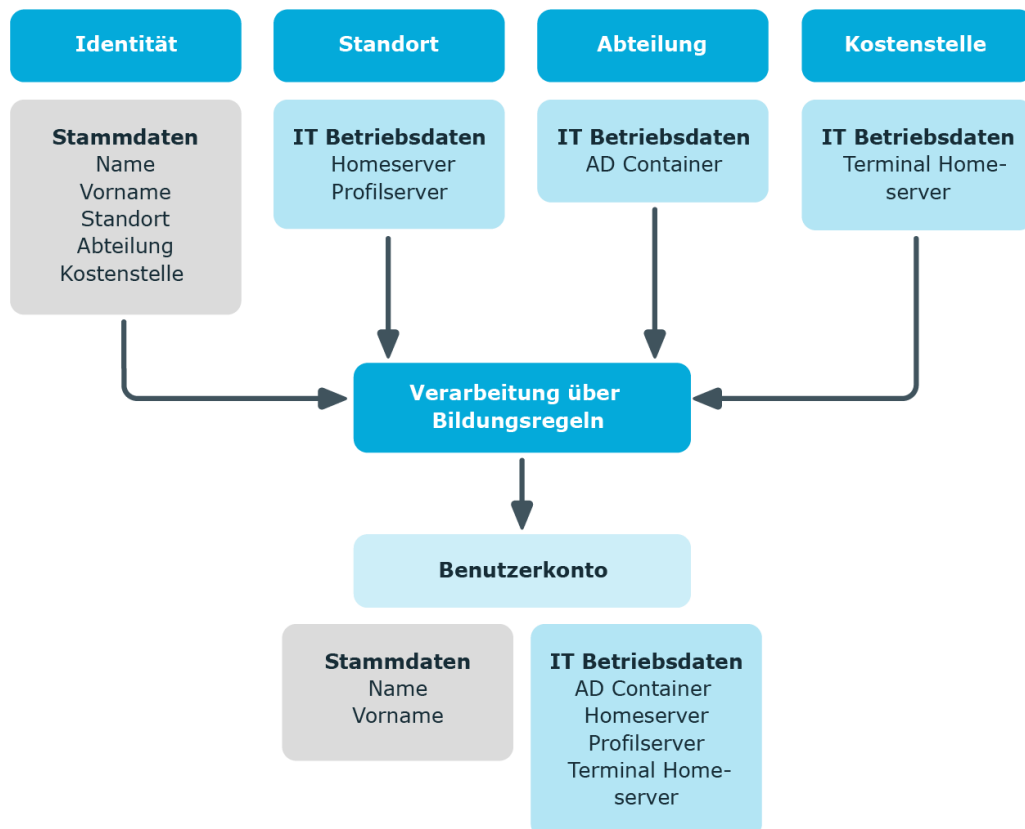 Identität
Standort
Abteilung
Kostenstelle
Stammdaten
Name
Vorname
Standort
Abteilung
Kostenstelle
IT Betriebsdaten
Homeserver
Profilserver
IT Betriebsdaten
AD Container
IT Betriebsdaten
Terminal Home-
server
Verarbeitung über
Bildungsregeln
Benutzerkonto
Stammdaten
Name
Vorname
IT Betriebsdaten
AD Container
Homeserver
Profilserver
Terminal Home-
server